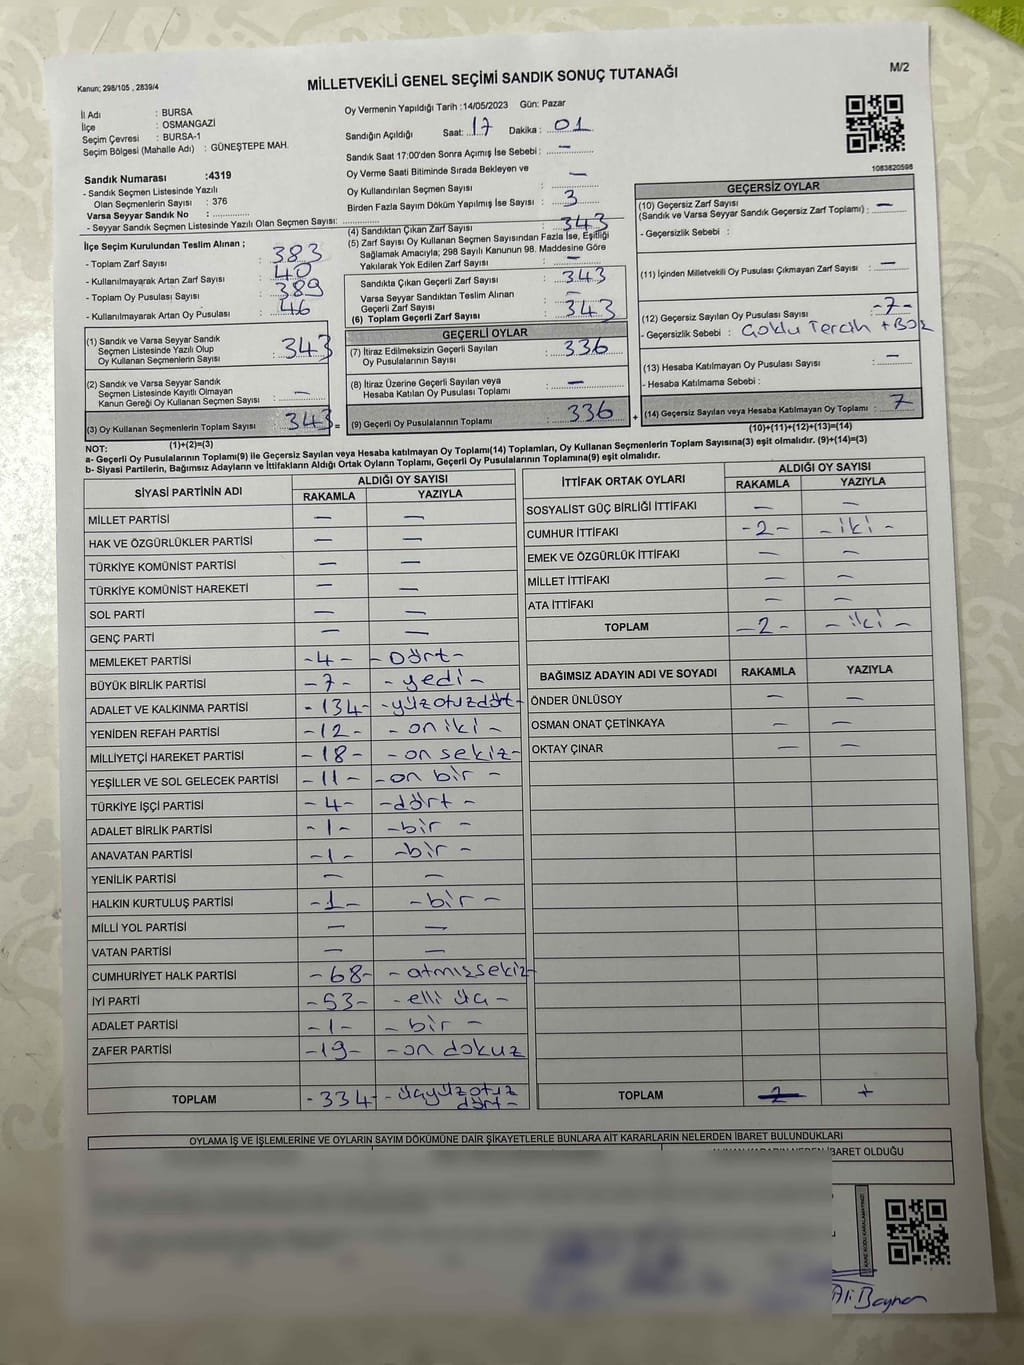 Kanun; 298/105 , 2839/4
MİLLETVEKİLİ GENEL SEÇİMİ SANDIK SONUÇ TUTANAĞI
M/2
İl Adı : BURSA
İlçe : OSMANGAZİ
Seçim Çevresi : BURSA-1
Seçim Bölgesi (Mahalle Adı) : GÜNEŞTEPE MAH.
Sandık Numarası :4319
- Sandık Seçmen Listesinde Yazılı
Olan Seçmenlerin Sayısı : 376
Varsa Seyyar Sandık No :
- Seyyar Sandık Seçmen Listesinde Yazılı Olan Seçmen Sayısı:
İlçe Seçim Kurulundan Teslim Alınan ;
- Toplam Zarf Sayısı : 383
- Kullanılmayarak Artan Zarf Sayısı : 40
- Toplam Oy Pusulası Sayısı : 389
- Kullanılmayarak Artan Oy Pusulası : 46
(1) Sandık ve Varsa Seyyar Sandık
Seçmen Listesinde Yazılı Olup
Oy Kullanan Seçmenlerin Sayısı : 343
(2) Sandık ve Varsa Seyyar Sandık
Seçmen Listesinde Kayıtlı Olmayan
Kanun Gereği Oy Kullanan Seçmen Sayısı : —
(3) Oy Kullanan Seçmenlerin Toplam Sayısı : 343 =
(1)+(2)=(3)
Oy Vermenin Yapıldığı Tarih :14/05/2023 Gün: Pazar
Sandığın Açıldığı Saat: 17 Dakika : 01
Sandık Saat 17:00'den Sonra Açımış İse Sebebi : —
Oy Verme Saati Bitiminde Sırada Bekleyen ve
Oy Kullandırılan Seçmen Sayısı : —
Birden Fazla Sayım Döküm Yapılmış İse Sayısı : 3
(4) Sandıktan Çıkan Zarf Sayısı : 343
(5) Zarf Sayısı Oy Kullanan Seçmen Sayısından Fazla İse, Eşitliği
Sağlamak Amacıyla; 298 Sayılı Kanunun 98. Maddesine Göre
Yakılarak Yok Edilen Zarf Sayısı : —
Sandıkta Çıkan Geçerli Zarf Sayısı : 343
Varsa Seyyar Sandıktan Teslim Alınan
Geçerli Zarf Sayısı : —
(6) Toplam Geçerli Zarf Sayısı : 343
GEÇERLİ OYLAR
(7) İtiraz Edilmeksizin Geçerli Sayılan
Oy Pusulalarının Sayısı : 336
(8) İtiraz Üzerine Geçerli Sayılan veya
Hesaba Katılan Oy Pusulası Toplamı : —
(9) Geçerli Oy Pusulalarının Toplamı : 336 +
1083820598
GEÇERSİZ OYLAR
(10) Geçersiz Zarf Sayısı
(Sandık ve Varsa Seyyar Sandık Geçersiz Zarf Toplamı) : —
- Geçersizlik Sebebi :
(11) İçinden Milletvekili Oy Pusulası Çıkmayan Zarf Sayısı : —
(12) Geçersiz Sayılan Oy Pusulası Sayısı : -7-
- Geçersizlik Sebebi : Çoklu Tercih +Boş
(13) Hesaba Katılmayan Oy Pusulası Sayısı : —
- Hesaba Katılmama Sebebi :
(14) Geçersiz Sayılan veya Hesaba Katılmayan Oy Toplamı : 7
(10)+(11)+(12)+(13)=(14)
NOT:
a- Geçerli Oy Pusulalarının Toplamı(9) ile Geçersiz Sayılan veya Hesaba katılmayan Oy Toplamı(14) Toplamları, Oy Kullanan Seçmenlerin Toplam Sayısına(3) eşit olmalıdır. (9)+(14)=(3)
b- Siyasi Partilerin, Bağımsız Adayların ve İttifakların Aldığı Ortak Oyların Toplamı, Geçerli Oy Pusulalarının Toplamına(9) eşit olmalıdır.
SİYASİ PARTİNİN ADI ALDIĞI OY SAYISI
RAKAMLA YAZIYLA
MİLLET PARTİSİ — —
HAK VE ÖZGÜRLÜKLER PARTİSİ — —
TÜRKİYE KOMÜNİST PARTİSİ — —
TÜRKİYE KOMÜNİST HAREKETİ — —
SOL PARTİ — —
GENÇ PARTİ — —
MEMLEKET PARTİSİ -4- -Dört-
BÜYÜK BİRLİK PARTİSİ -7- -yedi-
ADALET VE KALKINMA PARTİSİ -134- -yüzotuzdört-
YENİDEN REFAH PARTİSİ -12- -on iki-
MİLLİYETÇİ HAREKET PARTİSİ -18- -on sekiz-
YEŞİLLER VE SOL GELECEK PARTİSİ -11- -on bir-
TÜRKİYE İŞÇİ PARTİSİ -4- -dört-
ADALET BİRLİK PARTİSİ -1- -bir-
ANAVATAN PARTİSİ -1- -bir-
YENİLİK PARTİSİ — —
HALKIN KURTULUŞ PARTİSİ -1- -bir-
MİLLİ YOL PARTİSİ — —
VATAN PARTİSİ — —
CUMHURİYET HALK PARTİSİ -68- -atmışsekiz-
İYİ PARTİ -53- -elli üç-
ADALET PARTİSİ -1- -bir-
ZAFER PARTİSİ -19- -on dokuz
TOPLAM -334- -üçyüzotuz
dört-
İTTİFAK ORTAK OYLARI ALDIĞI OY SAYISI
RAKAMLA YAZIYLA
SOSYALİST GÜÇ BİRLİĞİ İTTİFAKI — —
CUMHUR İTTİFAKI -2- -iki-
EMEK VE ÖZGÜRLÜK İTTİFAKI — —
MİLLET İTTİFAKI — —
ATA İTTİFAKI — —
TOPLAM -2- -iki-
BAĞIMSIZ ADAYIN ADI VE SOYADI RAKAMLA YAZIYLA
ÖNDER ÜNLÜSOY — —
OSMAN ONAT ÇETİNKAYA — —
OKTAY ÇINAR — —
TOPLAM 2 +
OYLAMA İŞ VE İŞLEMLERİNE VE OYLARIN SAYIM DÖKÜMÜNE DAİR ŞİKAYETLERLE BUNLARA AİT KARARLARIN NELERDEN İBARET BULUNDUKLARI
İBARET OLDUĞU
Ali